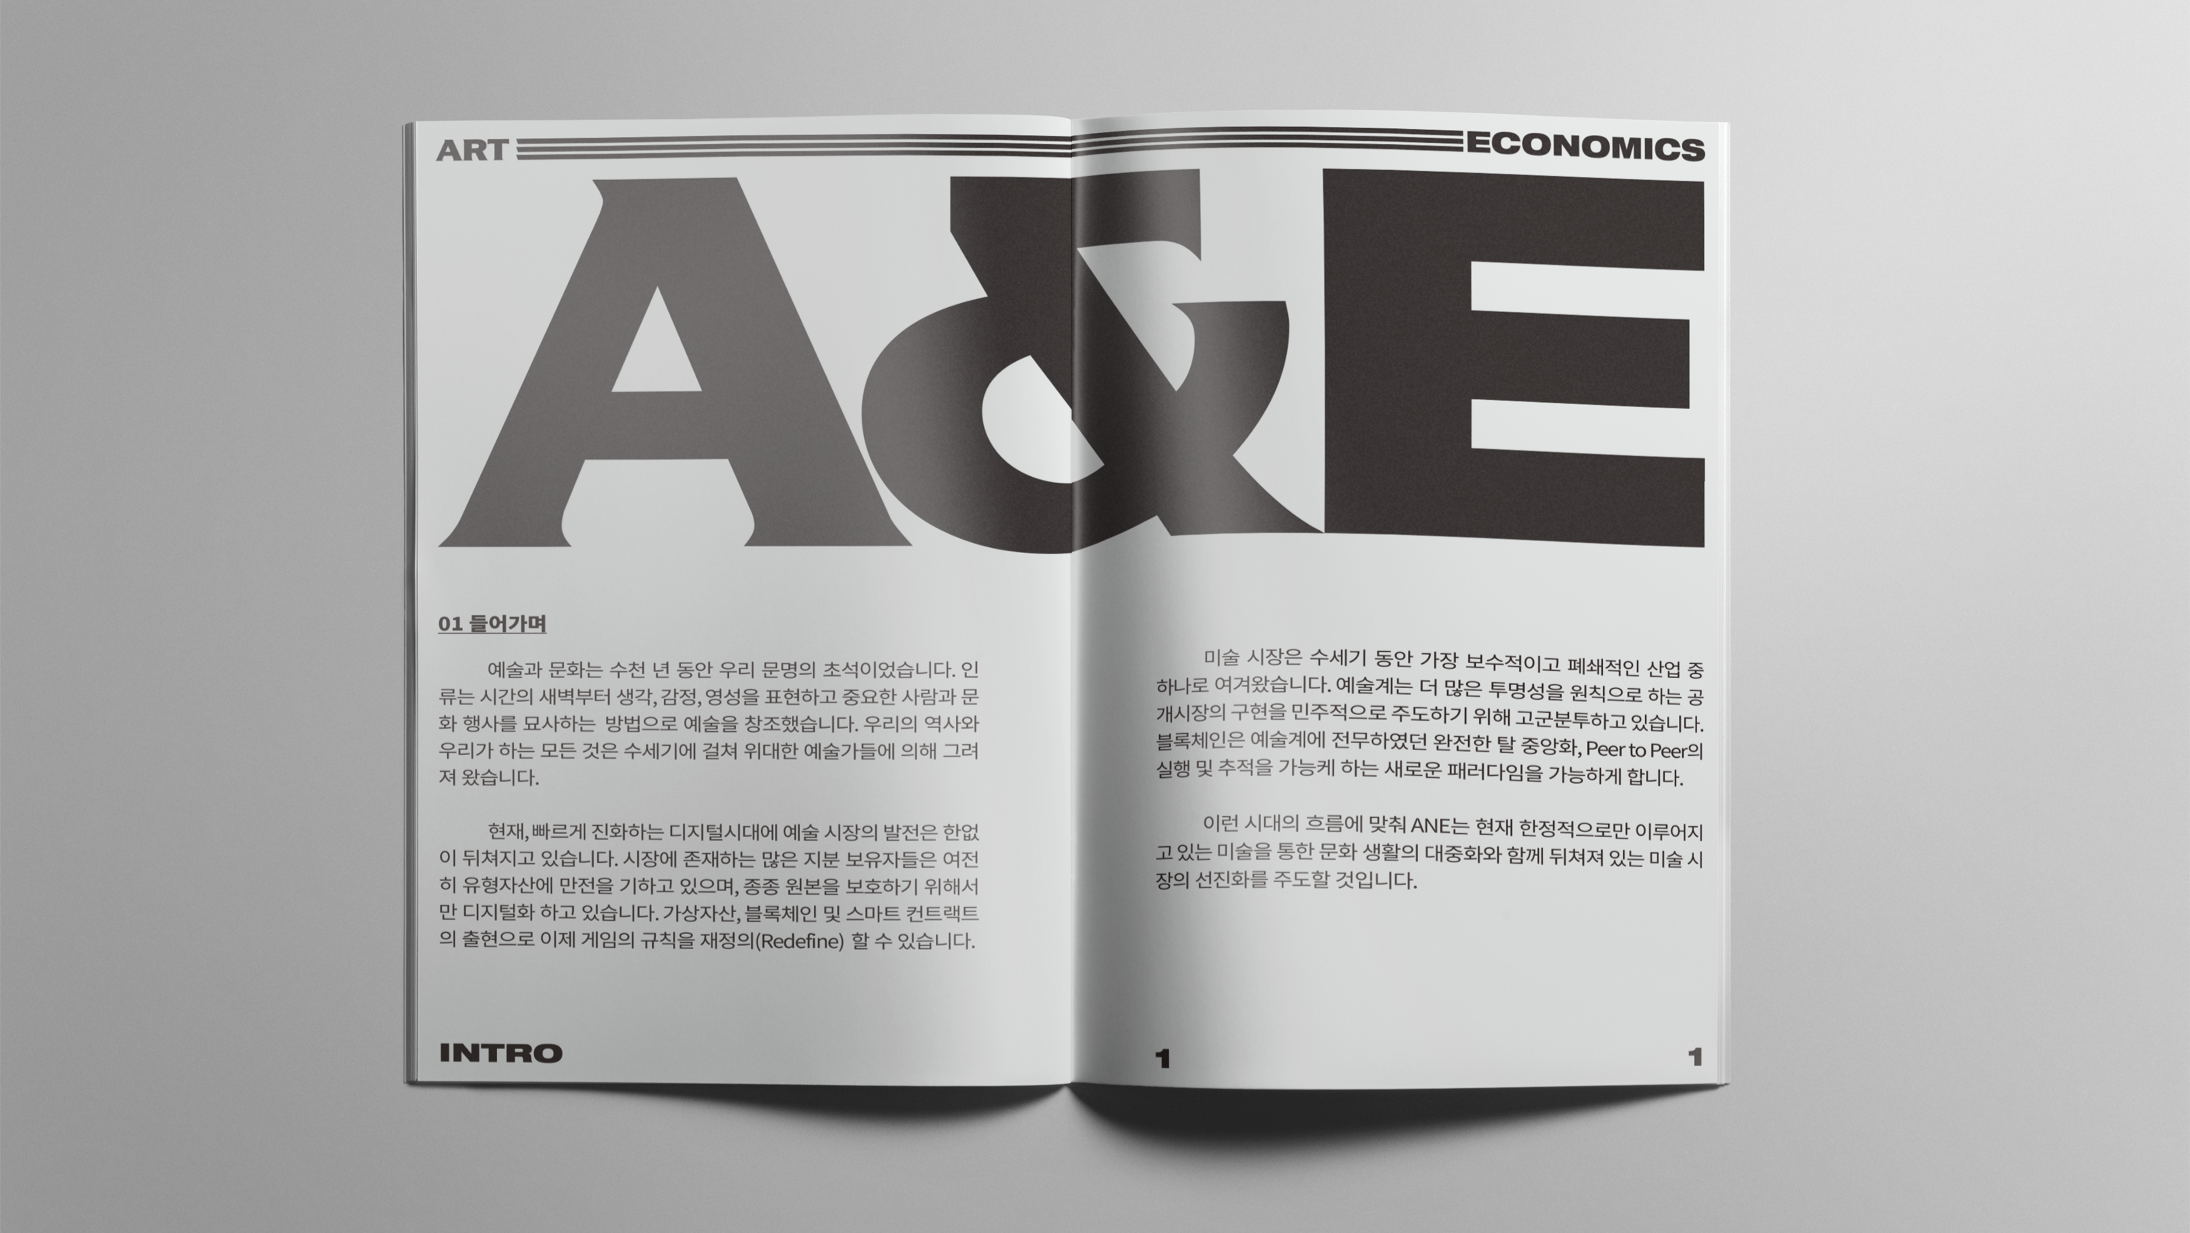 ART
ECONOMICS
A&E
01 들어가며
예술과 문화는 수천 년 동안 우리 문명의 초석이었습니다. 인
류는 시간의 새벽부터 생각, 감정, 영성을 표현하고 중요한 사람과 문
화 행사를 묘사하는 방법으로 예술을 창조했습니다. 우리의 역사와
우리가 하는 모든 것은 수세기에 걸쳐 위대한 예술가들에 의해 그려
져 왔습니다.
현재, 빠르게 진화하는 디지털시대에 예술 시장의 발전은 한없
이 뒤쳐지고 있습니다. 시장에 존재하는 많은 지분 보유자들은 여전
히 유형자산에 만전을 기하고 있으며, 종종 원본을 보호하기 위해서
만 디지털화 하고 있습니다. 가상자산, 블록체인 및 스마트 컨트랙트
의 출현으로 이제 게임의 규칙을 재정의(Redefine) 할 수 있습니다.
INTRO
미술 시장은 수세기 동안 가장 보수적이고 폐쇄적인 산업 중
하나로 여겨왔습니다. 예술계는 더 많은 투명성을 원칙으로 하는 공
개시장의 구현을 민주적으로 주도하기 위해 고군분투하고 있습니다.
블록체인은 예술계에 전무하였던 완전한 탈 중앙화, Peer to Peer의
실행 및 추적을 가능케 하는 새로운 패러다임을 가능하게 합니다.
이런 시대의 흐름에 맞춰 ANE는 현재 한정적으로만 이루어지
고 있는 미술을 통한 문화 생활의 대중화와 함께 뒤쳐져 있는 미술 시
장의 선진화를 주도할 것입니다.
1
1